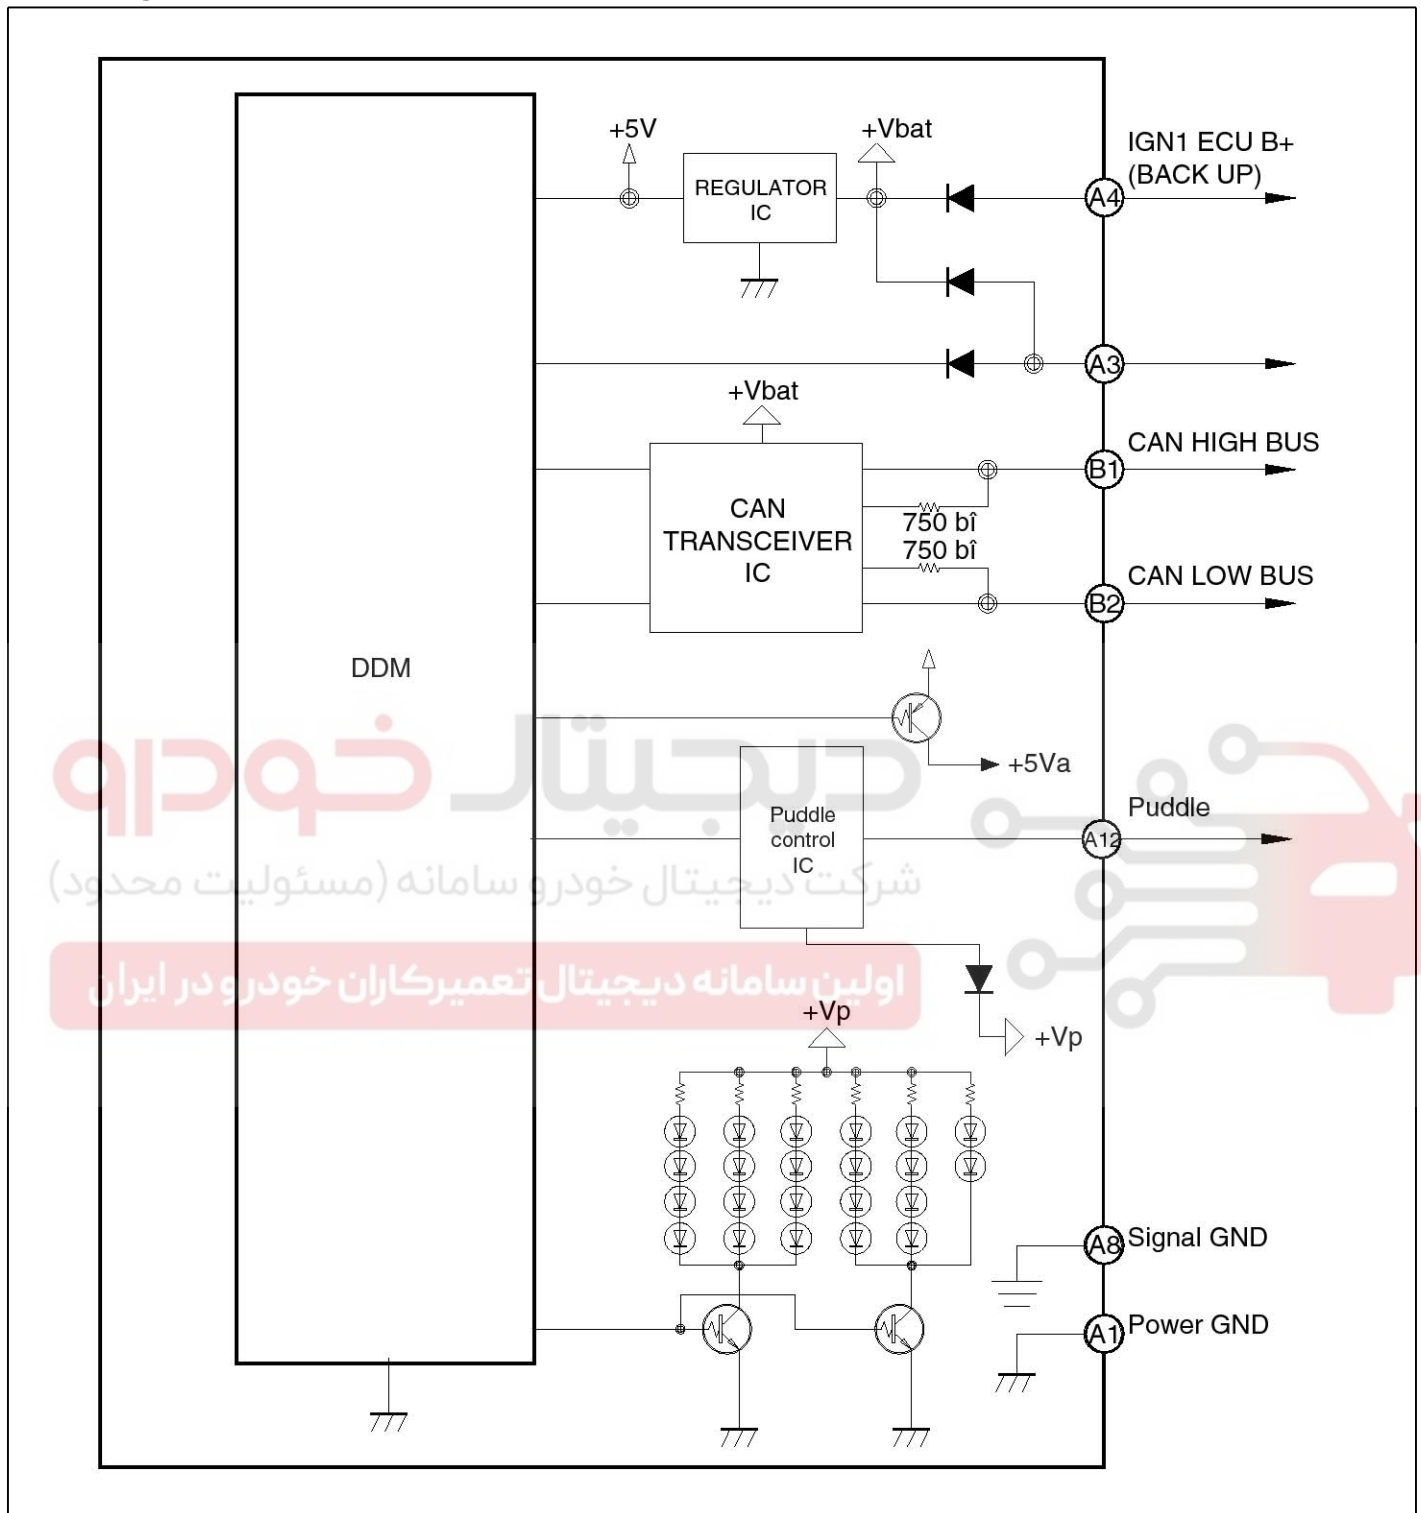 +5V
+Vbat
IGN1 ECU B+
(BACK UP)
REGULATOR
IC
A4
A3
+Vbat
CAN HIGH BUS
B1
CAN
TRANSCEIVER
IC
750 bî
750 bî
CAN LOW BUS
B2
DDM
+5Va
دیجیتال خودرو
Puddle
Puddle
control
IC
A12
شرکت دیجیتال خودرو سامانه (مسئولیت محدود)
اولین سامانه دیجیتال تعمیرکاران خودرو در ایران
+Vp
+Vp
A8
Signal GND
A1
Power GND